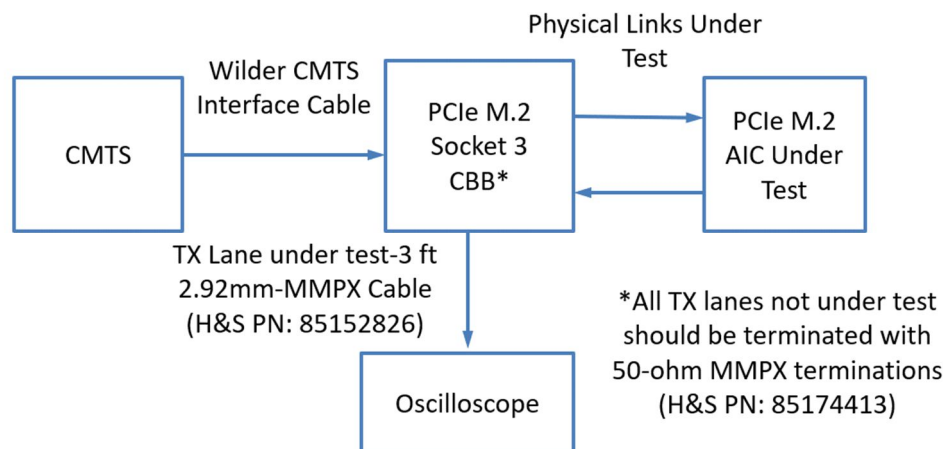 Physical Links Under
Test
Wilder CMTS
Interface Cable
CMTS
PCIe M.2
Socket 3
CBB*
PCIe M.2
AIC Under
Test
TX Lane under test-3 ft
2.92mm-MMPX Cable
(H&S PN: 85152826)
*All TX lanes not under test
should be terminated with
50-ohm MMPX terminations
(H&S PN: 85174413)
Oscilloscope